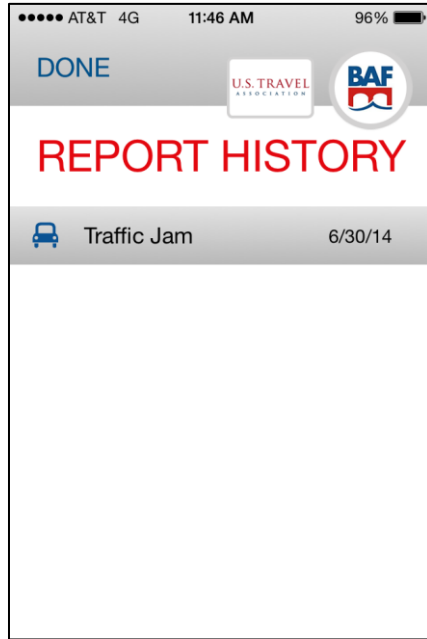 AT&T 4G 11:46 AM 96%
DONE
U.S. TRAVEL
ASSOCIATION
BAF
REPORT HISTORY
Traffic Jam 6/30/14